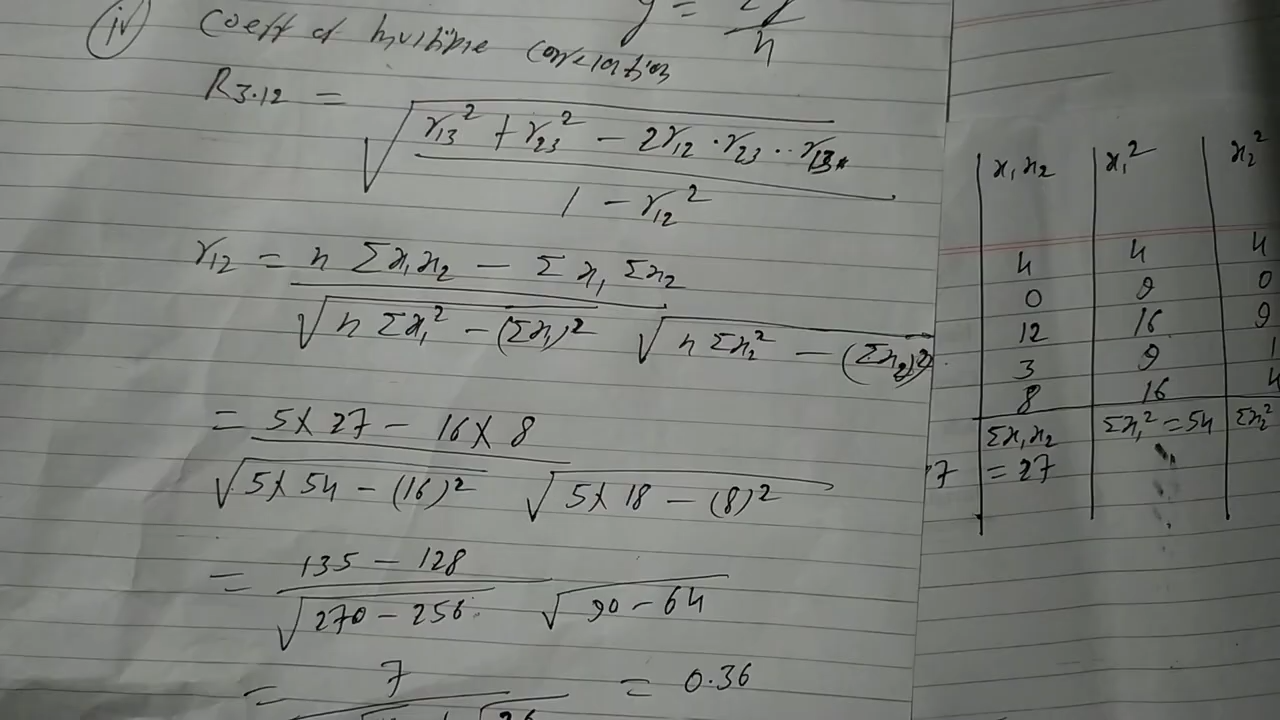 y = Σy / n
(iv) Coeff of multiple correlation
R3.12 = √((r13² + r23² − 2r12 · r23 · · r13) / (1 − r12²))
r12 = (n Σx1x2 − Σx1 Σx2) / (√(n Σx1² − (Σx1)²) √(n Σx2² − (Σx2)²))
= (5 × 27 − 16 × 8) / (√(5 × 54 − (16)²) √(5 × 18 − (8)²))
= (135 − 128) / (√(270 − 256) √(90 − 64))
= 7 / = 0.36
x1x2 x1² x2²
4 4 4
0 9 0
12 16 9
3 9 1
8 16 4
Σx1x2 Σx1² = 54 Σx2²
7 = 27